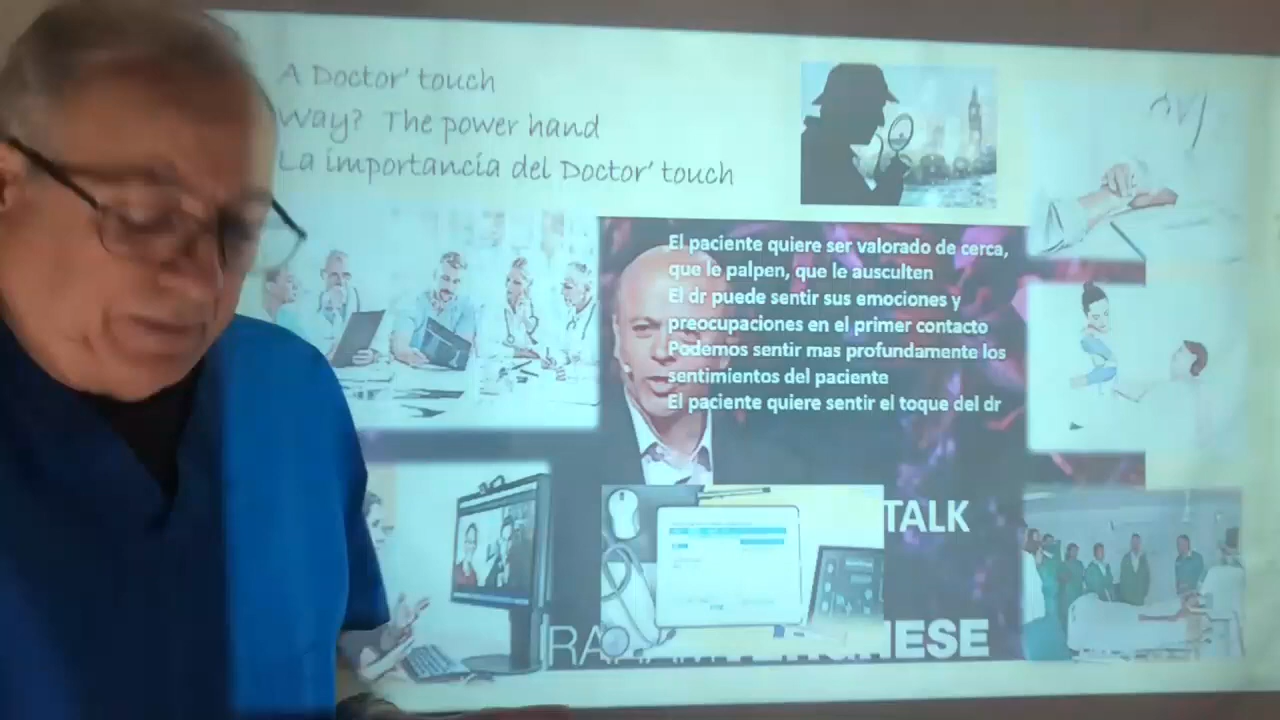 A Doctor' touch
Way? The power hand
La importancia del Doctor' touch
El paciente quiere ser valorado de cerca,
que le palpen, que le ausculten
El dr puede sentir sus emociones y
preocupaciones en el primer contacto
Podemos sentir mas profundamente los
sentimientos del paciente
El paciente quiere sentir el toque del dr
TALK